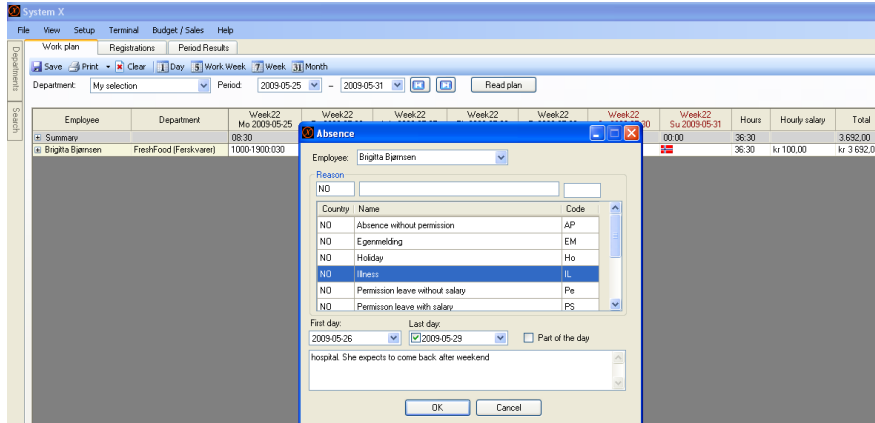 System X
File View Setup Terminal Budget / Sales Help
Work plan Registrations Period Results
Save Print Clear 1 Day 5 Work Week 7 Week 31 Month
Departments
Search
Department: My selection Period: 2009-05-25 - 2009-05-31 Read plan
Employee Department Week22 Week22 Week22 Week22 Week22 Week22 Week22 Hours Hourly salary Total
Mo 2009-05-25 Su 2009-05-31
Summary 08:30 00:00 36:30 3.692,00
Brigitta Bjørnsen FreshFood (Ferskvarer) 1000-1900:030 36:30 kr 100,00 kr 3 692,0
Absence
Employee: Brigitta Bjørnsen
Reason
NO
Country Name Code
NO Absence without permission AP
NO Egenmelding EM
NO Holiday Ho
NO Illness IL
NO Permission leave without salary Pe
NO Permisson leave with salary PS
First day: Last day:
2009-05-26 2009-05-29 Part of the day
hospital. She expects to come back after weekend
OK Cancel